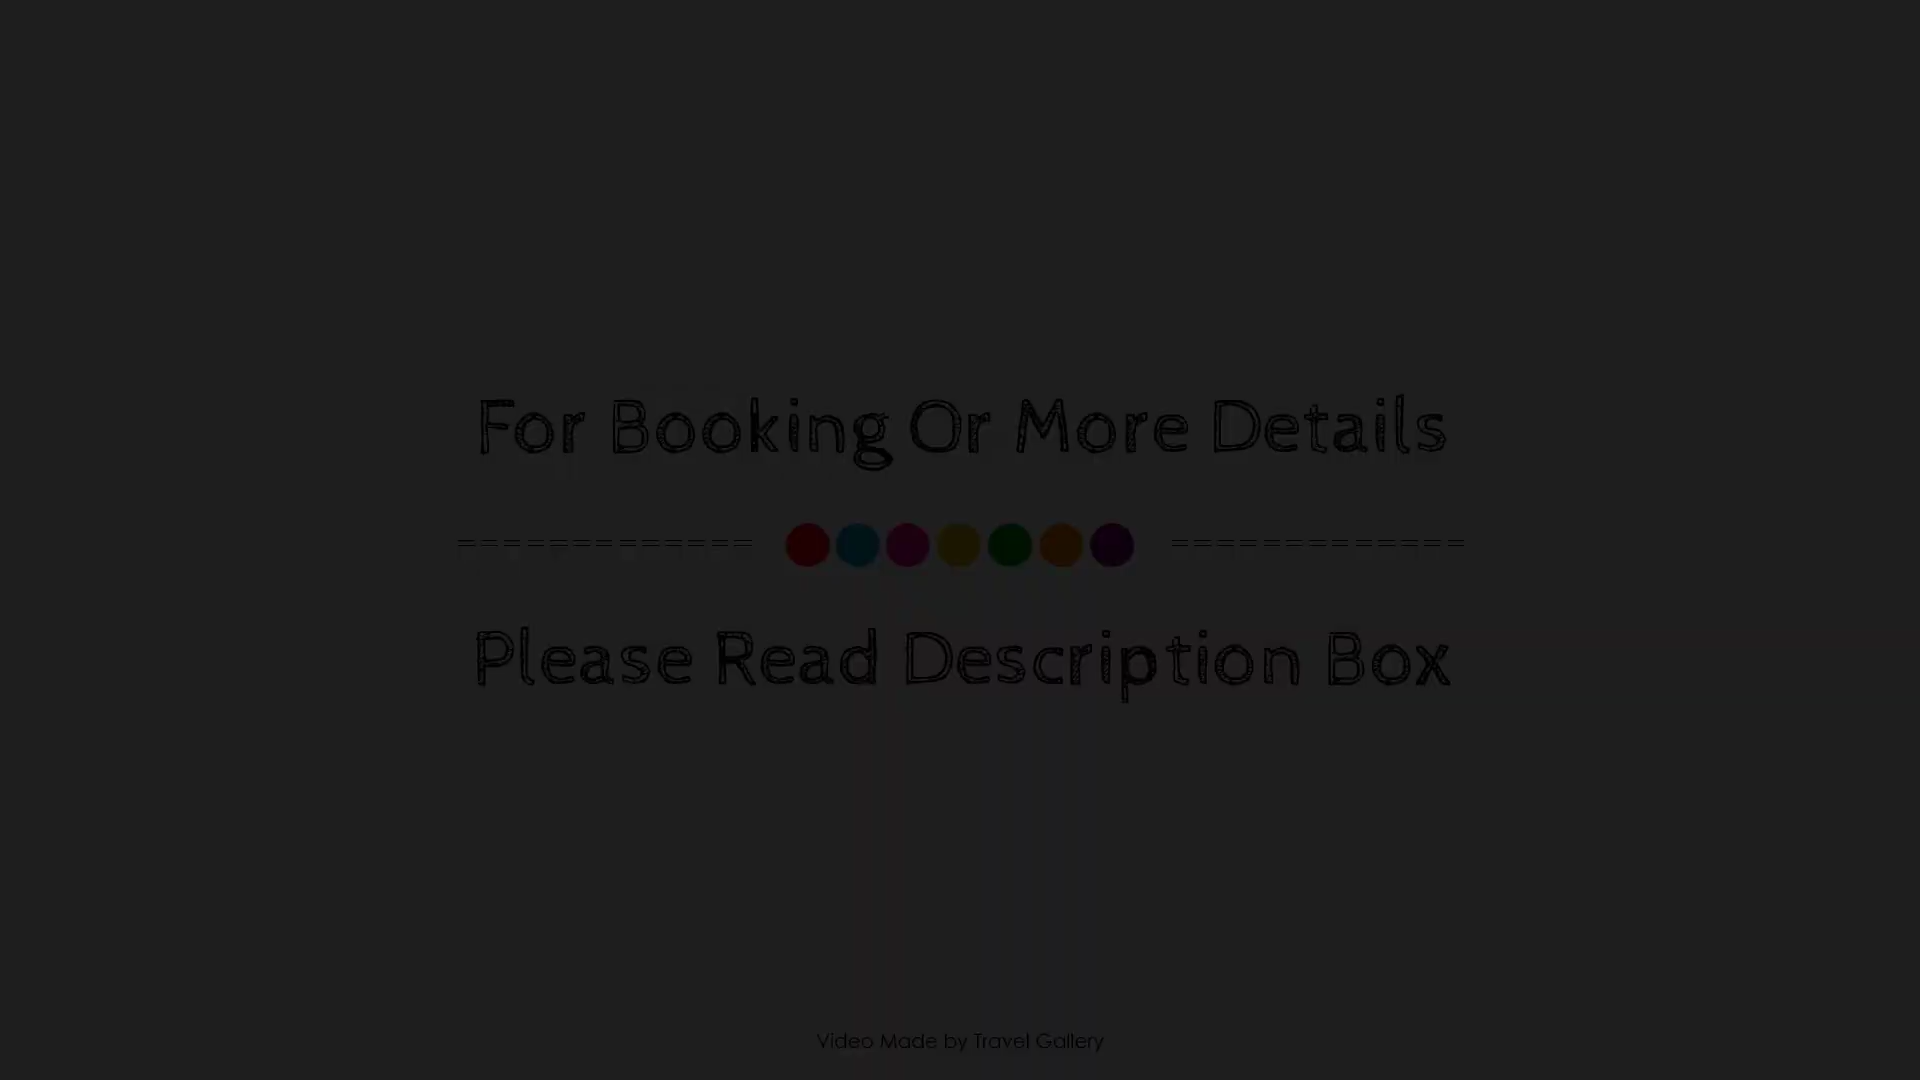 For Booking Or More Details
============= =============
Please Read Description Box
Video Made by Travel Gallery